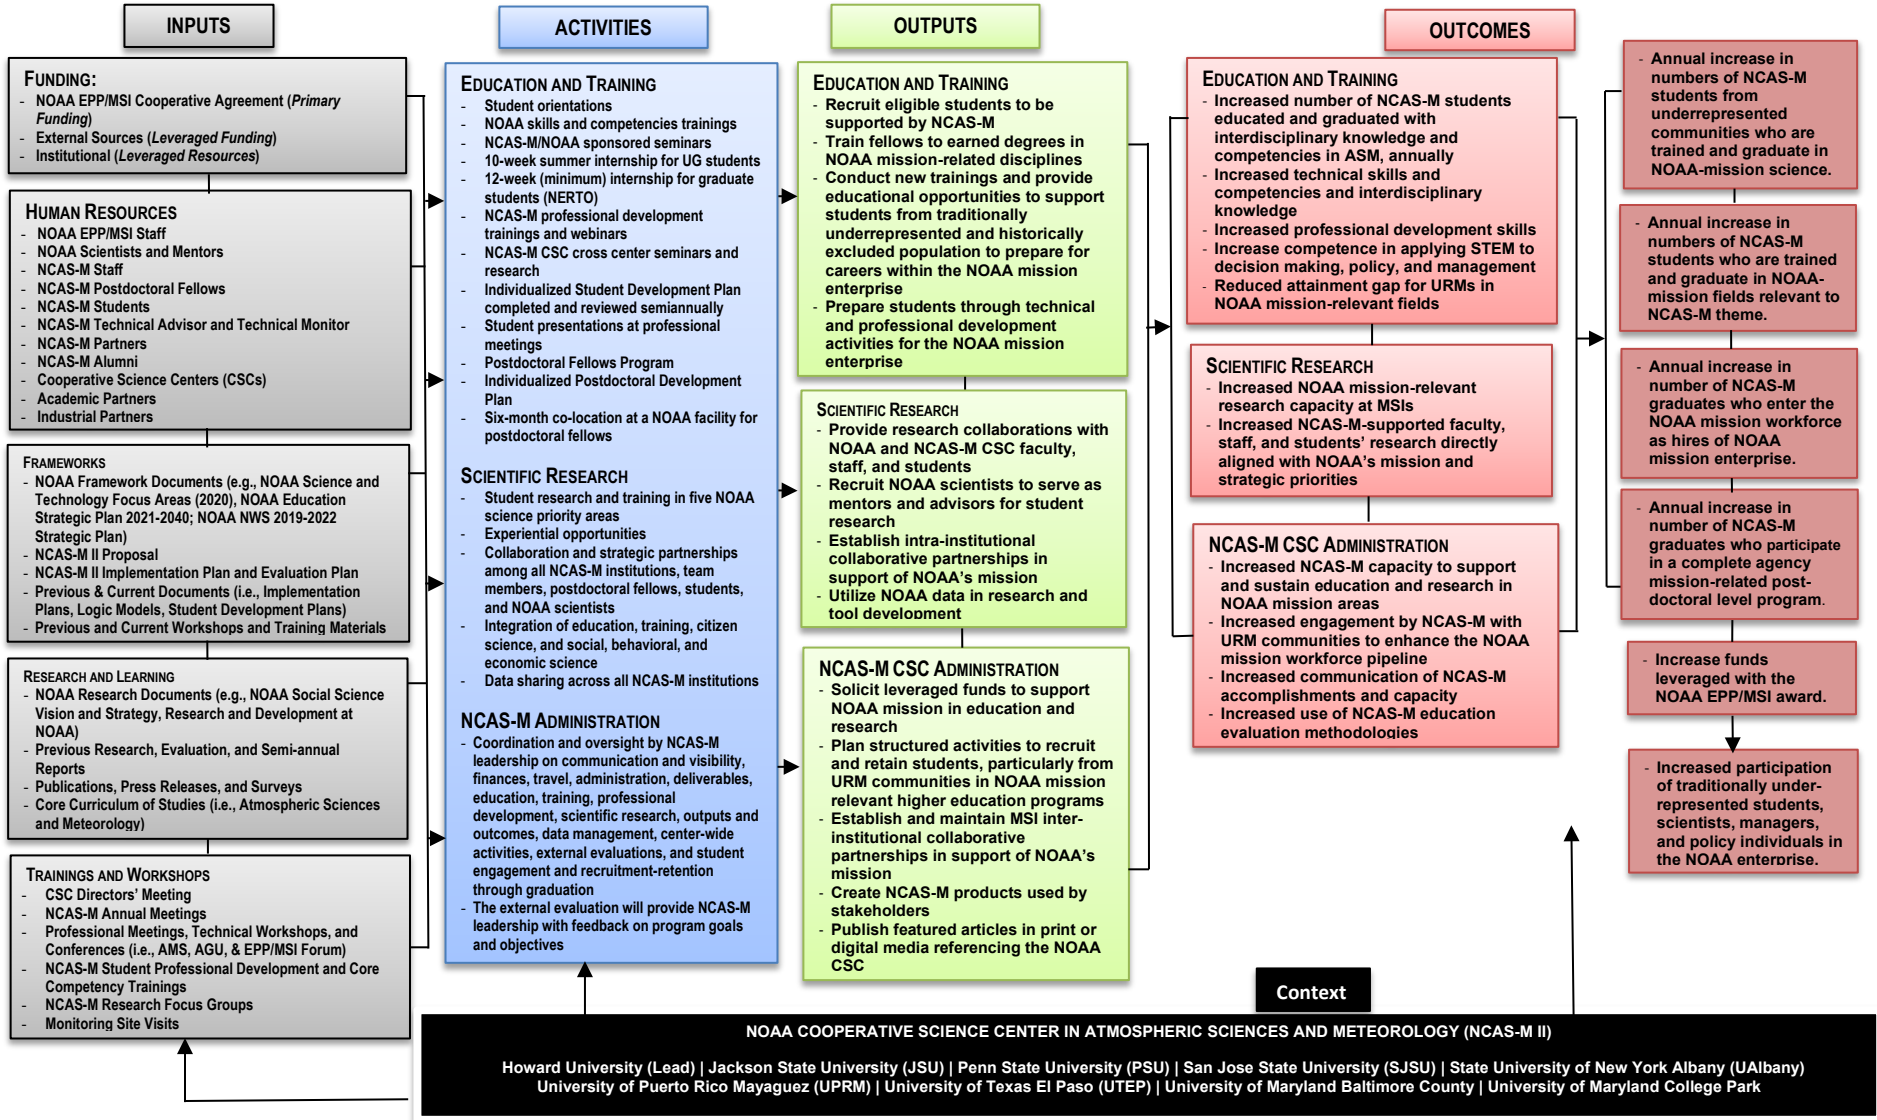 INPUTS
FUNDING:
- NOAA EPP/MSI Cooperative Agreement (Primary
Funding)
- External Sources (Leveraged Funding)
- Institutional (Leveraged Resources)
HUMAN RESOURCES
- NOAA EPP/MSI Staff
- NOAA Scientists and Mentors
- NCAS-M Staff
- NCAS-M Postdoctoral Fellows
- NCAS-M Students
- NCAS-M Technical Advisor and Technical Monitor
- NCAS-M Partners
- NCAS-M Alumni
- Cooperative Science Centers (CSCs)
- Academic Partners
- Industrial Partners
FRAMEWORKS
- NOAA Framework Documents (e.g., NOAA Science and
Technology Focus Areas (2020), NOAA Education
Strategic Plan 2021-2040; NOAA NWS 2019-2022
Strategic Plan)
- NCAS-M II Proposal
- NCAS-M II Implementation Plan and Evaluation Plan
- Previous & Current Documents (i.e., Implementation
Plans, Logic Models, Student Development Plans)
- Previous and Current Workshops and Training Materials
RESEARCH AND LEARNING
- NOAA Research Documents (e.g., NOAA Social Science
Vision and Strategy, Research and Development at
NOAA)
- Previous Research, Evaluation, and Semi-annual
Reports
- Publications, Press Releases, and Surveys
- Core Curriculum of Studies (i.e., Atmospheric Sciences
and Meteorology)
TRAININGS AND WORKSHOPS
- CSC Directors' Meeting
- NCAS-M Annual Meetings
- Professional Meetings, Technical Workshops, and
Conferences (i.e., AMS, AGU, & EPP/MSI Forum)
- NCAS-M Student Professional Development and Core
Competency Trainings
- NCAS-M Research Focus Groups
- Monitoring Site Visits
ACTIVITIES
EDUCATION AND TRAINING
- Student orientations
- NOAA skills and competencies trainings
- NCAS-M/NOAA sponsored seminars
- 10-week summer internship for UG students
- 12-week (minimum) internship for graduate
students (NERTO)
- NCAS-M professional development
trainings and webinars
- NCAS-M CSC cross center seminars and
research
- Individualized Student Development Plan
completed and reviewed semiannually
- Student presentations at professional
meetings
- Postdoctoral Fellows Program
- Individualized Postdoctoral Development
Plan
- Six-month co-location at a NOAA facility for
postdoctoral fellows
SCIENTIFIC RESEARCH
- Student research and training in five NOAA
science priority areas
- Experiential opportunities
- Collaboration and strategic partnerships
among all NCAS-M institutions, team
members, postdoctoral fellows, students,
and NOAA scientists
- Integration of education, training, citizen
science, and social, behavioral, and
economic science
- Data sharing across all NCAS-M institutions
NCAS-M ADMINISTRATION
- Coordination and oversight by NCAS-M
leadership on communication and visibility,
finances, travel, administration, deliverables,
education, training, professional
development, scientific research, outputs and
outcomes, data management, center-wide
activities, external evaluations, and student
engagement and recruitment-retention
through graduation
- The external evaluation will provide NCAS-M
leadership with feedback on program goals
and objectives
OUTPUTS
EDUCATION AND TRAINING
- Recruit eligible students to be
supported by NCAS-M
- Train fellows to earned degrees in
NOAA mission-related disciplines
- Conduct new trainings and provide
educational opportunities to support
students from traditionally
underrepresented and historically
excluded population to prepare for
careers within the NOAA mission
enterprise
- Prepare students through technical
and professional development
activities for the NOAA mission
enterprise
SCIENTIFIC RESEARCH
- Provide research collaborations with
NOAA and NCAS-M CSC faculty,
staff, and students
- Recruit NOAA scientists to serve as
mentors and advisors for student
research
- Establish intra-institutional
collaborative partnerships in
support of NOAA's mission
- Utilize NOAA data in research and
tool development
NCAS-M CSC ADMINISTRATION
- Solicit leveraged funds to support
NOAA mission in education and
research
- Plan structured activities to recruit
and retain students, particularly from
URM communities in NOAA mission
relevant higher education programs
- Establish and maintain MSI inter-
institutional collaborative
partnerships in support of NOAA's
mission
- Create NCAS-M products used by
stakeholders
- Publish featured articles in print or
digital media referencing the NOAA
CSC
OUTCOMES
EDUCATION AND TRAINING
- Increased number of NCAS-M students
educated and graduated with
interdisciplinary knowledge and
competencies in ASM, annually
- Increased technical skills and
competencies and interdisciplinary
knowledge
- Increased professional development skills
- Increase competence in applying STEM to
decision making, policy, and management
- Reduced attainment gap for URMs in
NOAA mission-relevant fields
SCIENTIFIC RESEARCH
- Increased NOAA mission-relevant
research capacity at MSIs
- Increased NCAS-M-supported faculty,
staff, and students' research directly
aligned with NOAA's mission and
strategic priorities
NCAS-M CSC ADMINISTRATION
- Increased NCAS-M capacity to support
and sustain education and research in
NOAA mission areas
- Increased engagement by NCAS-M with
URM communities to enhance the NOAA
mission workforce pipeline
- Increased communication of NCAS-M
accomplishments and capacity
- Increased use of NCAS-M education
evaluation methodologies
- Annual increase in
numbers of NCAS-M
students from
underrepresented
communities who are
trained and graduate in
NOAA-mission science.
- Annual increase in
numbers of NCAS-M
students who are trained
and graduate in NOAA-
mission fields relevant to
NCAS-M theme.
- Annual increase in
number of NCAS-M
graduates who enter the
NOAA mission workforce
as hires of NOAA
mission enterprise.
- Annual increase in
number of NCAS-M
graduates who participate
in a complete agency
mission-related post-
doctoral level program.
- Increase funds
leveraged with the
NOAA EPP/MSI award.
- Increased participation
of traditionally under-
represented students,
scientists, managers,
and policy individuals in
the NOAA enterprise.
Context
NOAA COOPERATIVE SCIENCE CENTER IN ATMOSPHERIC SCIENCES AND METEOROLOGY (NCAS-M II)
Howard University (Lead) | Jackson State University (JSU) | Penn State University (PSU) | San Jose State University (SJSU) | State University of New York Albany (UAlbany)
University of Puerto Rico Mayaguez (UPRM) | University of Texas El Paso (UTEP) | University of Maryland Baltimore County | University of Maryland College Park